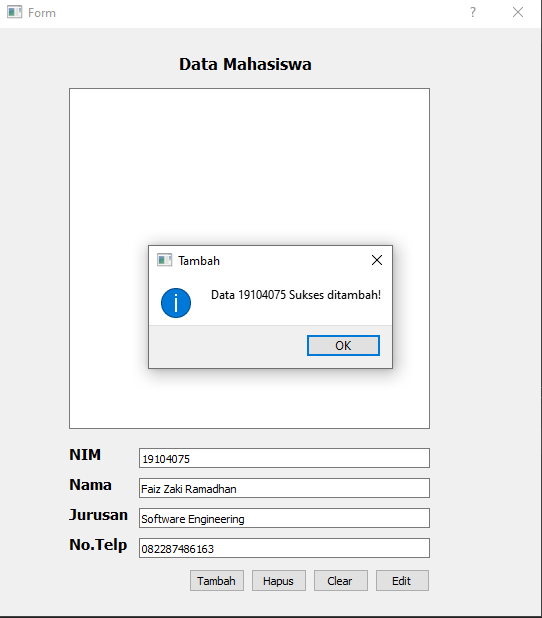 Form
Data Mahasiswa
Tambah
Data 19104075 Sukses ditambah!
OK
NIM 19104075
Nama Faiz Zaki Ramadhan
Jurusan Software Engineering
No.Telp 082287486163
Tambah Hapus Clear Edit